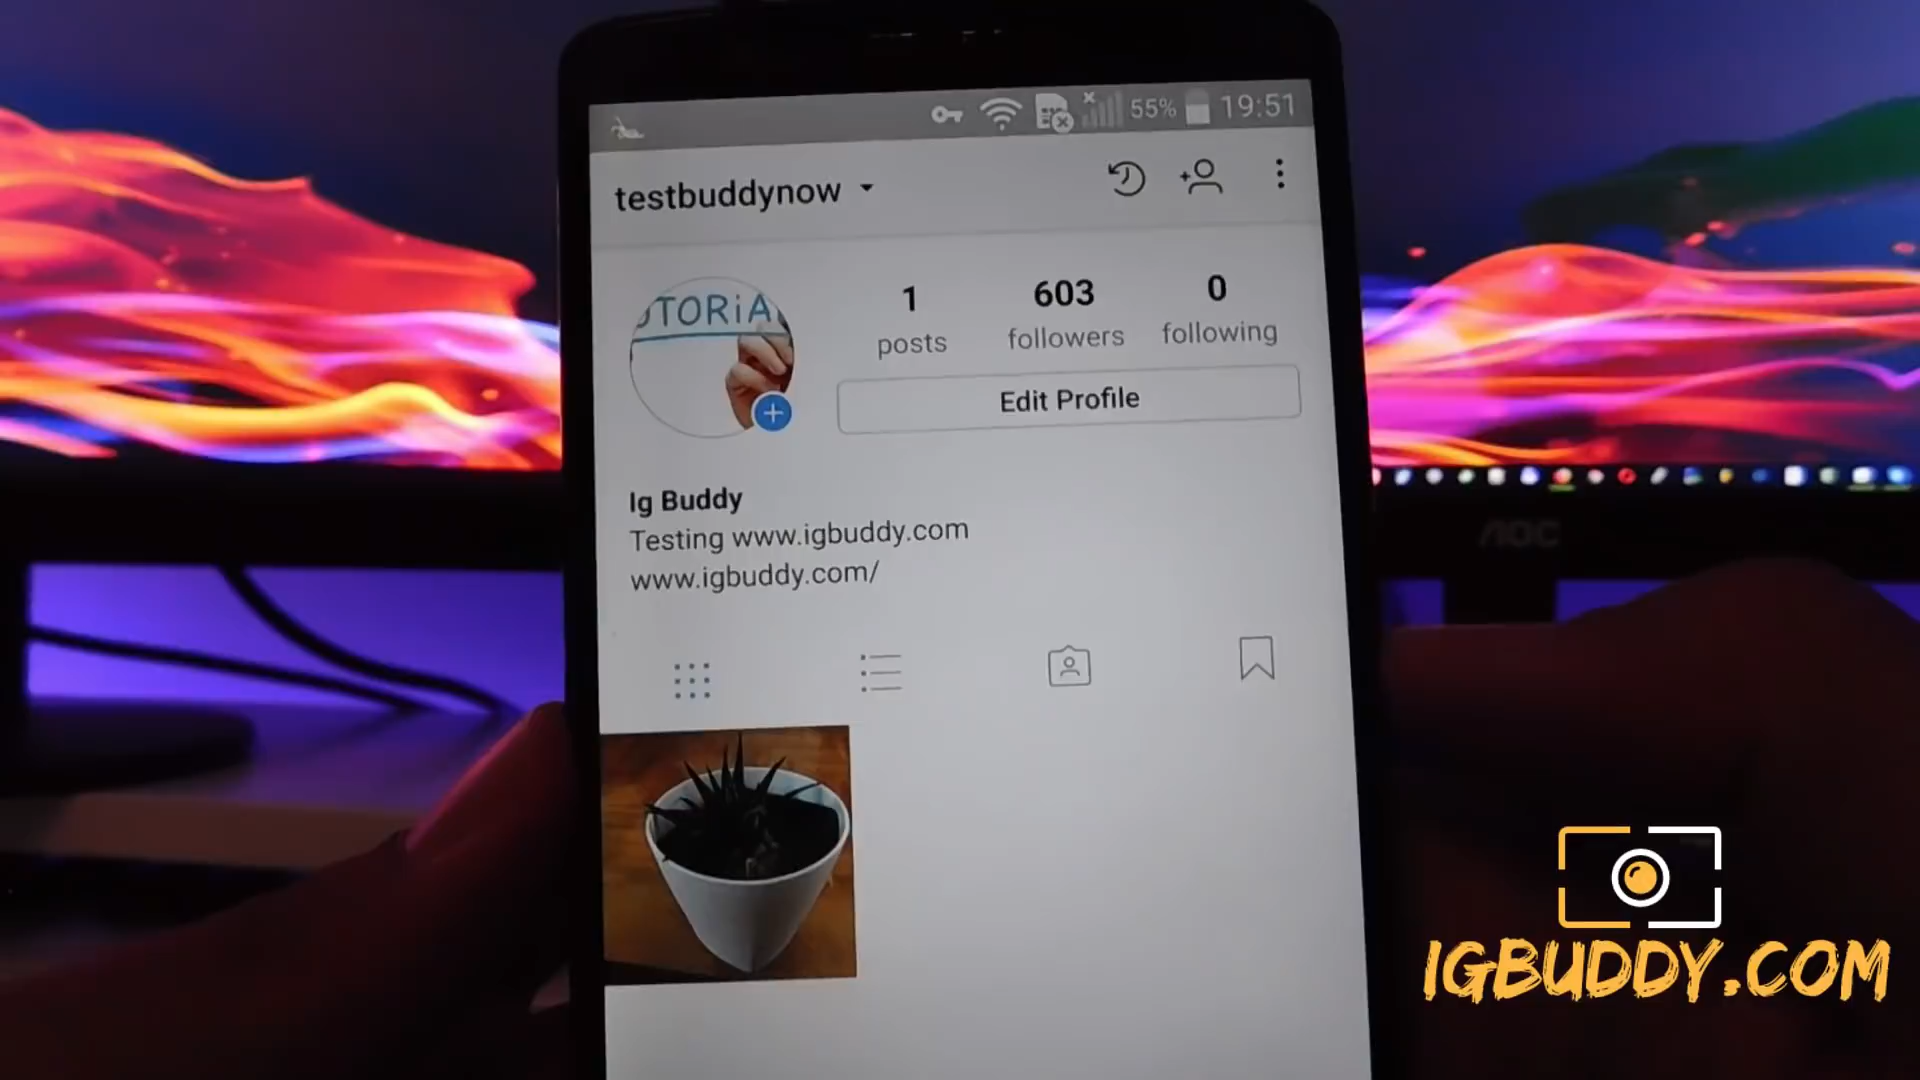 55% 19:51
testbuddynow
TORiA
1 603 0
posts followers following
Edit Profile
Ig Buddy
Testing www.igbuddy.com
www.igbuddy.com/
AOC
IGBUDDY.COM